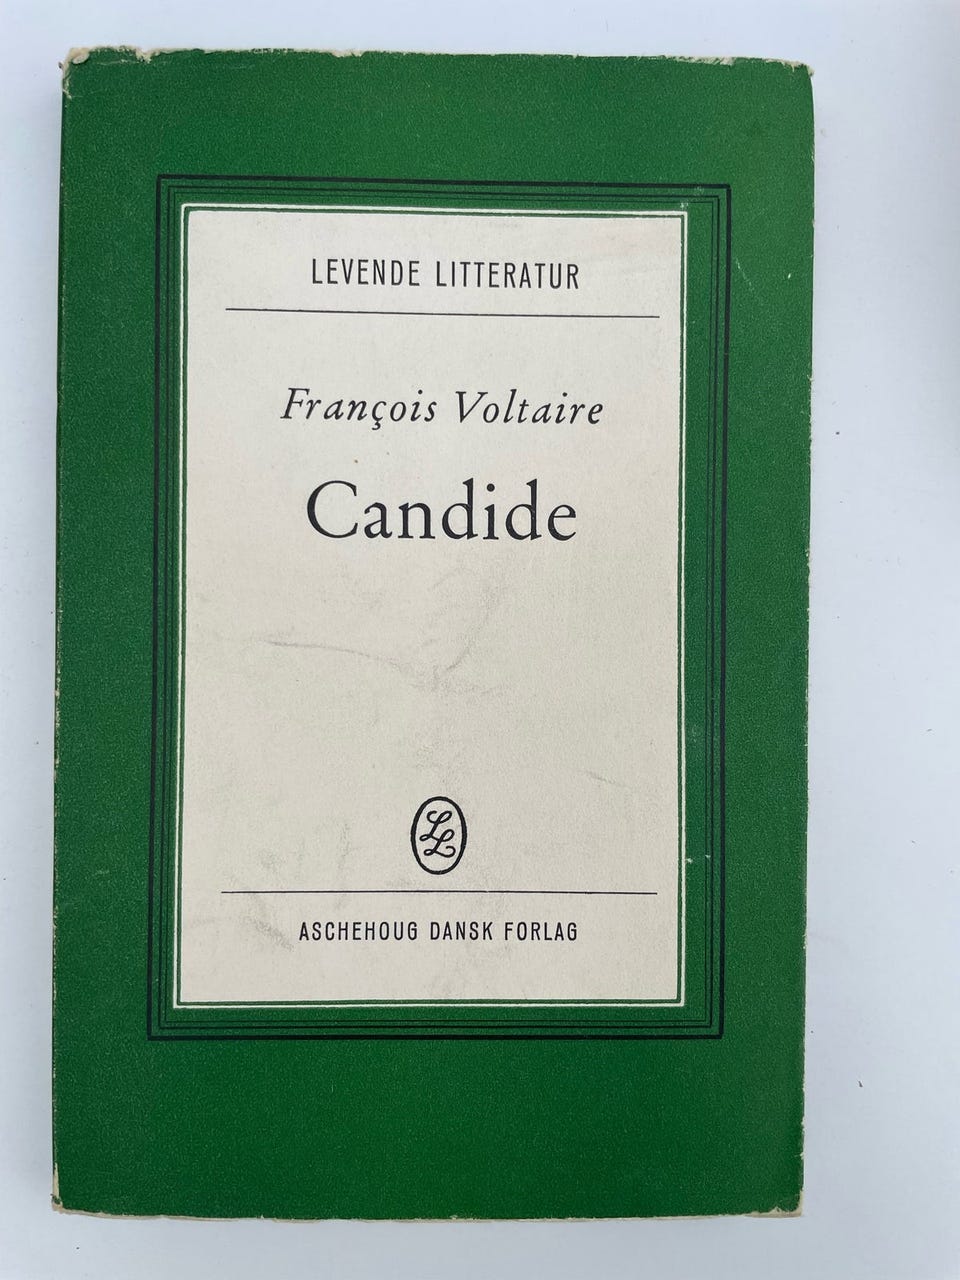 LEVENDE LITTERATUR
François Voltaire
Candide
LL
ASCHEHOUG DANSK FORLAG